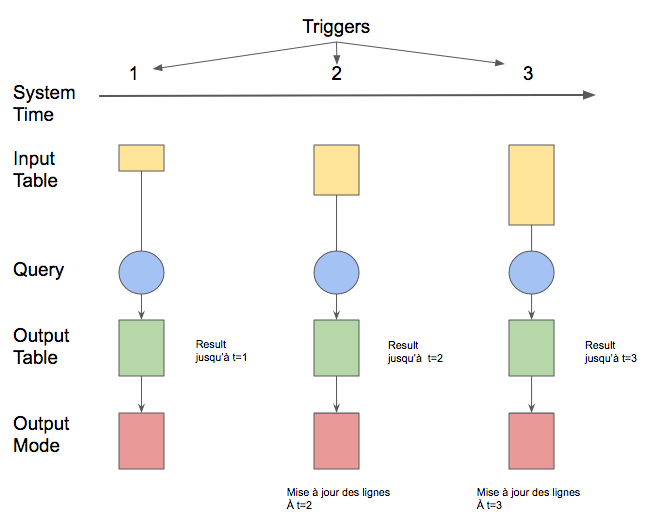 Triggers
1
2
3
System
Time
Input
Table
Query
Output
Table
Result
jusqu'à t=1
Result
jusqu'à t=2
Result
jusqu'à t=3
Output
Mode
Mise à jour des lignes
À t=2
Mise à jour des lignes
À t=3